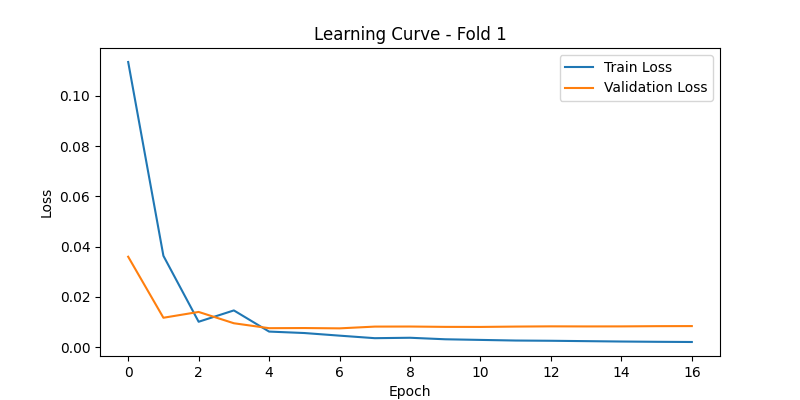 Learning Curve - Fold 1
Train Loss
Validation Loss
0.10
0.08
0.06
0.04
0.02
0.00
Loss
0 2 4 6 8 10 12 14 16
Epoch